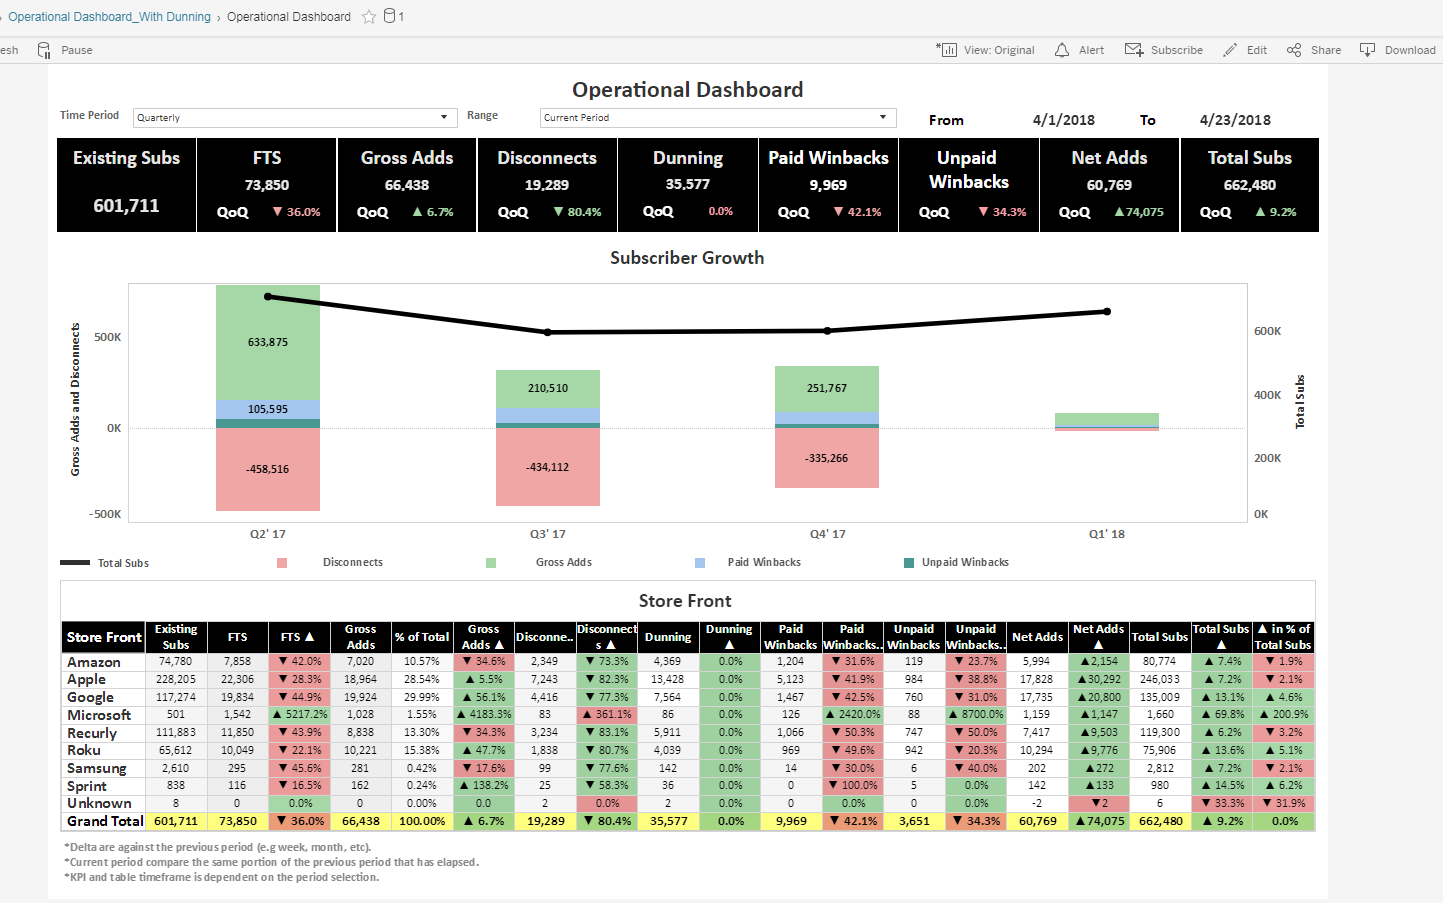 › Operational Dashboard_With Dunning › Operational Dashboard 1
esh Pause View: Original Alert Subscribe Edit Share Download
Operational Dashboard
Time Period Quarterly Range Current Period From 4/1/2018 To 4/23/2018
Existing Subs FTS Gross Adds Disconnects Dunning Paid Winbacks Unpaid Winbacks Net Adds Total Subs
601,711 73,850 66,438 19,289 35,577 9,969 60,769 662,480
QoQ ▼ 36.0% QoQ ▲ 6.7% QoQ ▼ 80.4% QoQ 0.0% QoQ ▼ 42.1% QoQ ▼ 34.3% QoQ ▲74,075 QoQ ▲ 9.2%
Subscriber Growth
Gross Adds and Disconnects
500K
0K
-500K
633,875
105,595
-458,516
210,510
-434,112
251,767
-335,266
600K
400K
200K
0K
Total Subs
Q2' 17 Q3' 17 Q4' 17 Q1' 18
Total Subs Disconnects Gross Adds Paid Winbacks Unpaid Winbacks
Store Front
Store Front Existing Subs FTS FTS ▲ Gross Adds % of Total Gross Adds ▲ Disconne.. Disconnects ▲ Dunning Dunning ▲ Paid Winbacks Paid Winbacks.. Unpaid Winbacks Unpaid Winbacks.. Net Adds Net Adds ▲ Total Subs Total Subs ▲ ▲ in % of Total Subs
Amazon 74,780 7,858 ▼ 42.0% 7,020 10.57% ▼ 34.6% 2,349 ▼ 73.3% 4,369 0.0% 1,204 ▼ 31.6% 119 ▼ 23.7% 5,994 ▲2,154 80,774 ▲ 7.4% ▼ 1.9%
Apple 228,205 22,306 ▼ 28.3% 18,964 28.54% ▲ 5.5% 7,243 ▼ 82.3% 13,428 0.0% 5,123 ▼ 41.9% 984 ▼ 38.8% 17,828 ▲30,292 246,033 ▲ 7.2% ▼ 2.1%
Google 117,274 19,834 ▼ 44.9% 19,924 29.99% ▲ 56.1% 4,416 ▼ 77.3% 7,564 0.0% 1,467 ▼ 42.5% 760 ▼ 31.0% 17,735 ▲20,800 135,009 ▲ 13.1% ▲ 4.6%
Microsoft 501 1,542 ▲ 5217.2% 1,028 1.55% ▲ 4183.3% 83 ▲ 361.1% 86 0.0% 126 ▲ 2420.0% 88 ▲ 8700.0% 1,159 ▲1,147 1,660 ▲ 69.8% ▲ 200.9%
Recurly 111,883 11,850 ▼ 43.9% 8,838 13.30% ▼ 34.3% 3,234 ▼ 83.1% 5,911 0.0% 1,066 ▼ 50.3% 747 ▼ 50.0% 7,417 ▲9,503 119,300 ▲ 6.2% ▼ 3.2%
Roku 65,612 10,049 ▼ 22.1% 10,221 15.38% ▲ 47.7% 1,838 ▼ 80.7% 4,039 0.0% 969 ▼ 49.6% 942 ▼ 20.3% 10,294 ▲9,776 75,906 ▲ 13.6% ▲ 5.1%
Samsung 2,610 295 ▼ 45.6% 281 0.42% ▼ 17.6% 99 ▼ 77.6% 142 0.0% 14 ▼ 30.0% 6 ▼ 40.0% 202 ▲272 2,812 ▲ 7.2% ▼ 2.1%
Sprint 838 116 ▼ 16.5% 162 0.24% ▲ 138.2% 25 ▼ 58.3% 36 0.0% 0 ▼ 100.0% 5 0.0% 142 ▲133 980 ▲ 14.5% ▲ 6.2%
Unknown 8 0 0.0% 0 0.00% 0.0 2 0.0% 2 0.0% 0 0.0% 0 0.0% -2 ▼2 6 ▼ 33.3% ▼ 31.9%
Grand Total 601,711 73,850 ▼ 36.0% 66,438 100.00% ▲ 6.7% 19,289 ▼ 80.4% 35,577 0.0% 9,969 ▼ 42.1% 3,651 ▼ 34.3% 60,769 ▲74,075 662,480 ▲ 9.2% 0.0%
*Delta are against the previous period (e.g week, month, etc).
*Current period compare the same portion of the previous period that has elapsed.
*KPI and table timeframe is dependent on the period selection.